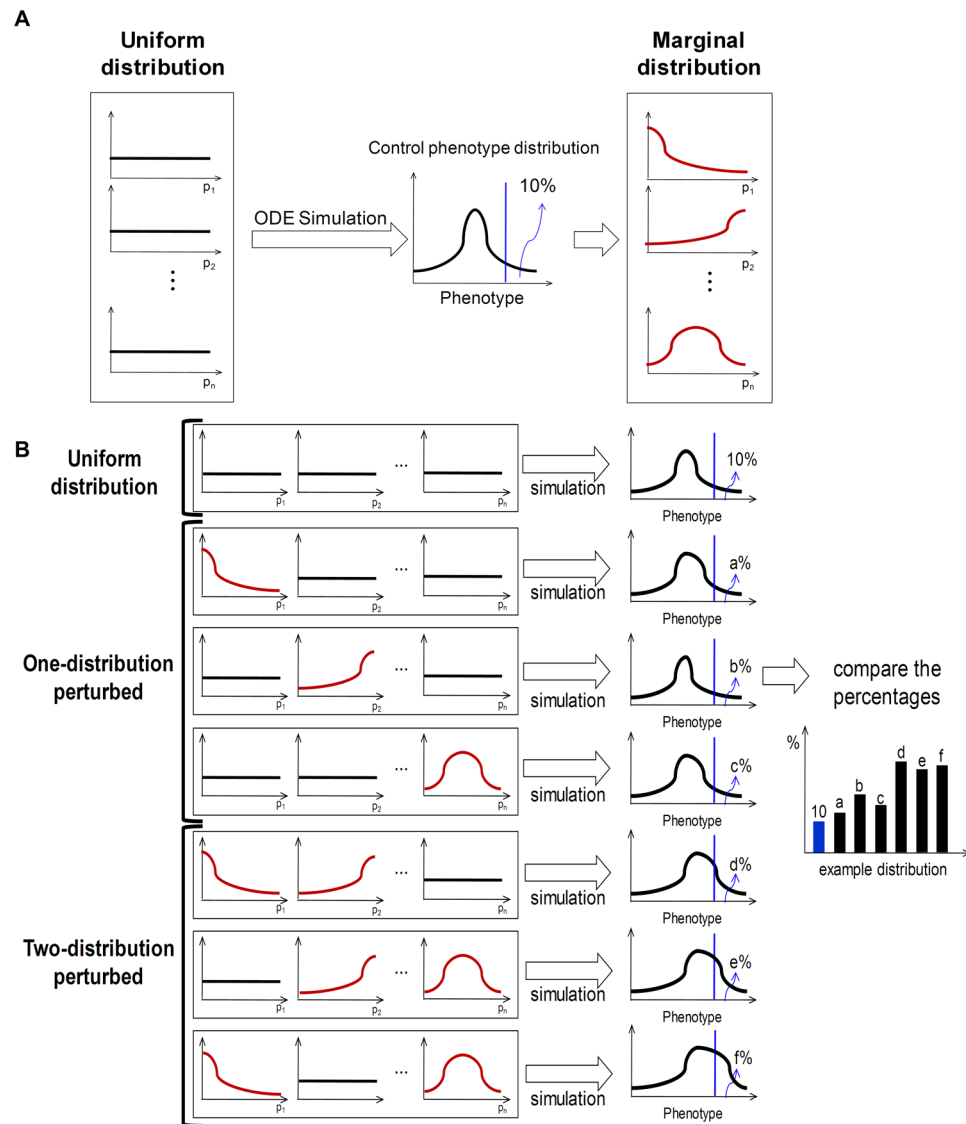 A
Uniform
distribution
Marginal
distribution
p1
p2
⋮
pn
ODE Simulation
Control phenotype distribution
10%
Phenotype
p1
p2
⋮
pn
B
Uniform
distribution
p1
p2
...
pn
simulation
10%
Phenotype
One-distribution
perturbed
p1
p2
...
pn
simulation
a%
Phenotype
p1
p2
...
pn
simulation
b%
Phenotype
p1
p2
...
pn
simulation
c%
Phenotype
Two-distribution
perturbed
p1
p2
...
pn
simulation
d%
Phenotype
p1
p2
...
pn
simulation
e%
Phenotype
p1
p2
...
pn
simulation
f%
Phenotype
compare the
percentages
%
10
a
b
c
d
e
f
example distribution